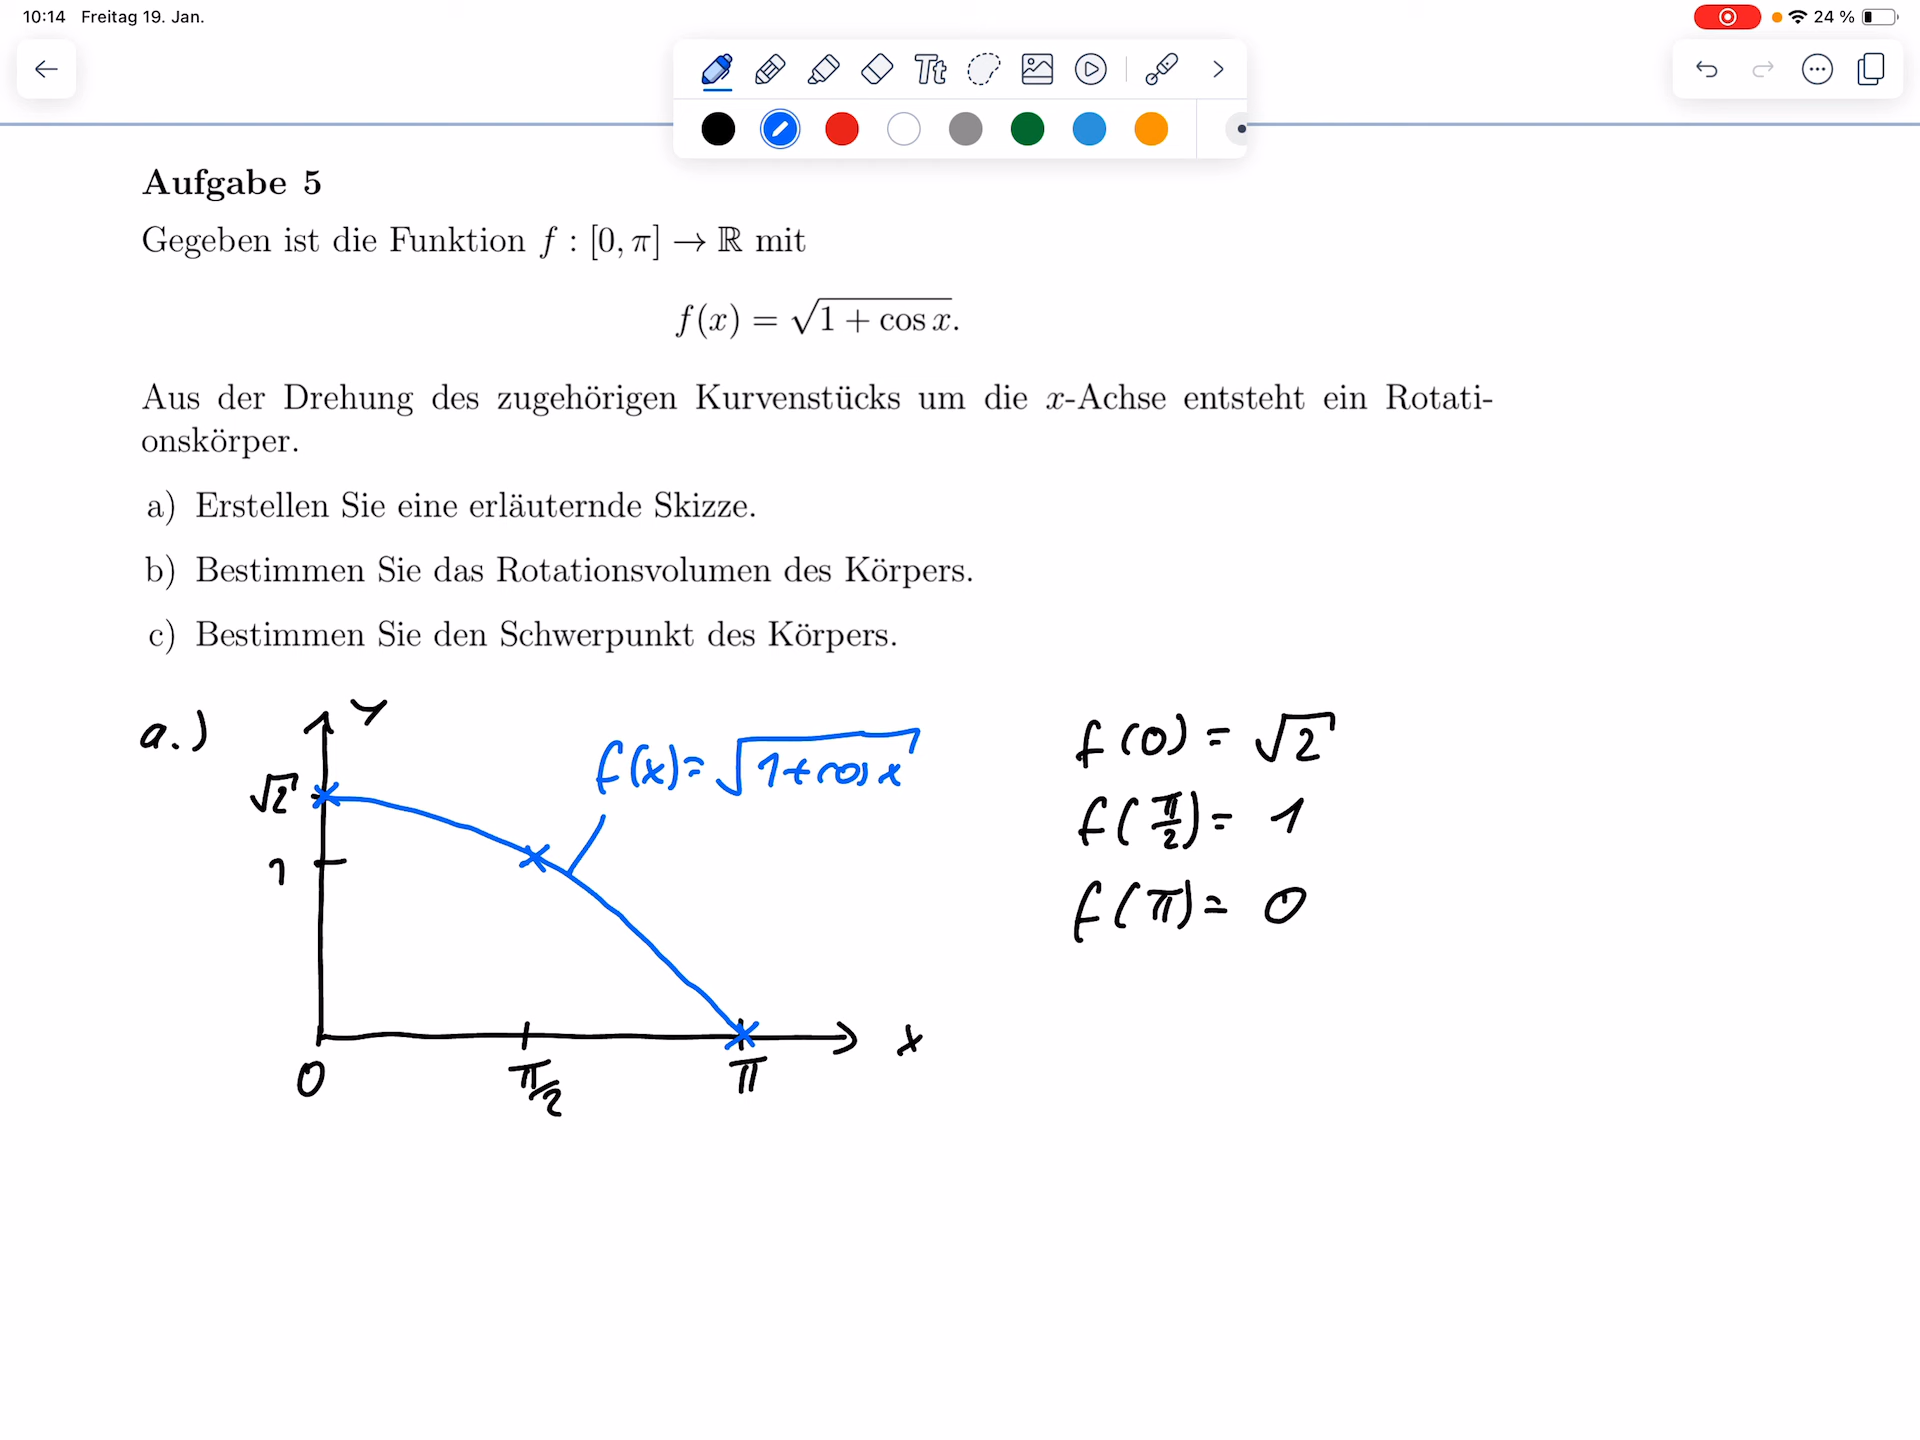 10:14 Freitag 19. Jan.
24 %
Tt
Aufgabe 5
Gegeben ist die Funktion f : [0, π] → ℝ mit
f(x) = √(1 + cos x).
Aus der Drehung des zugehörigen Kurvenstücks um die x-Achse entsteht ein Rotati-
onskörper.
a) Erstellen Sie eine erläuternde Skizze.
b) Bestimmen Sie das Rotationsvolumen des Körpers.
c) Bestimmen Sie den Schwerpunkt des Körpers.
a.)
y
f(x) = √(1+cos x)
√2
1
0
π/2
π
x
f(0) = √2
f(π/2) = 1
f(π) = 0